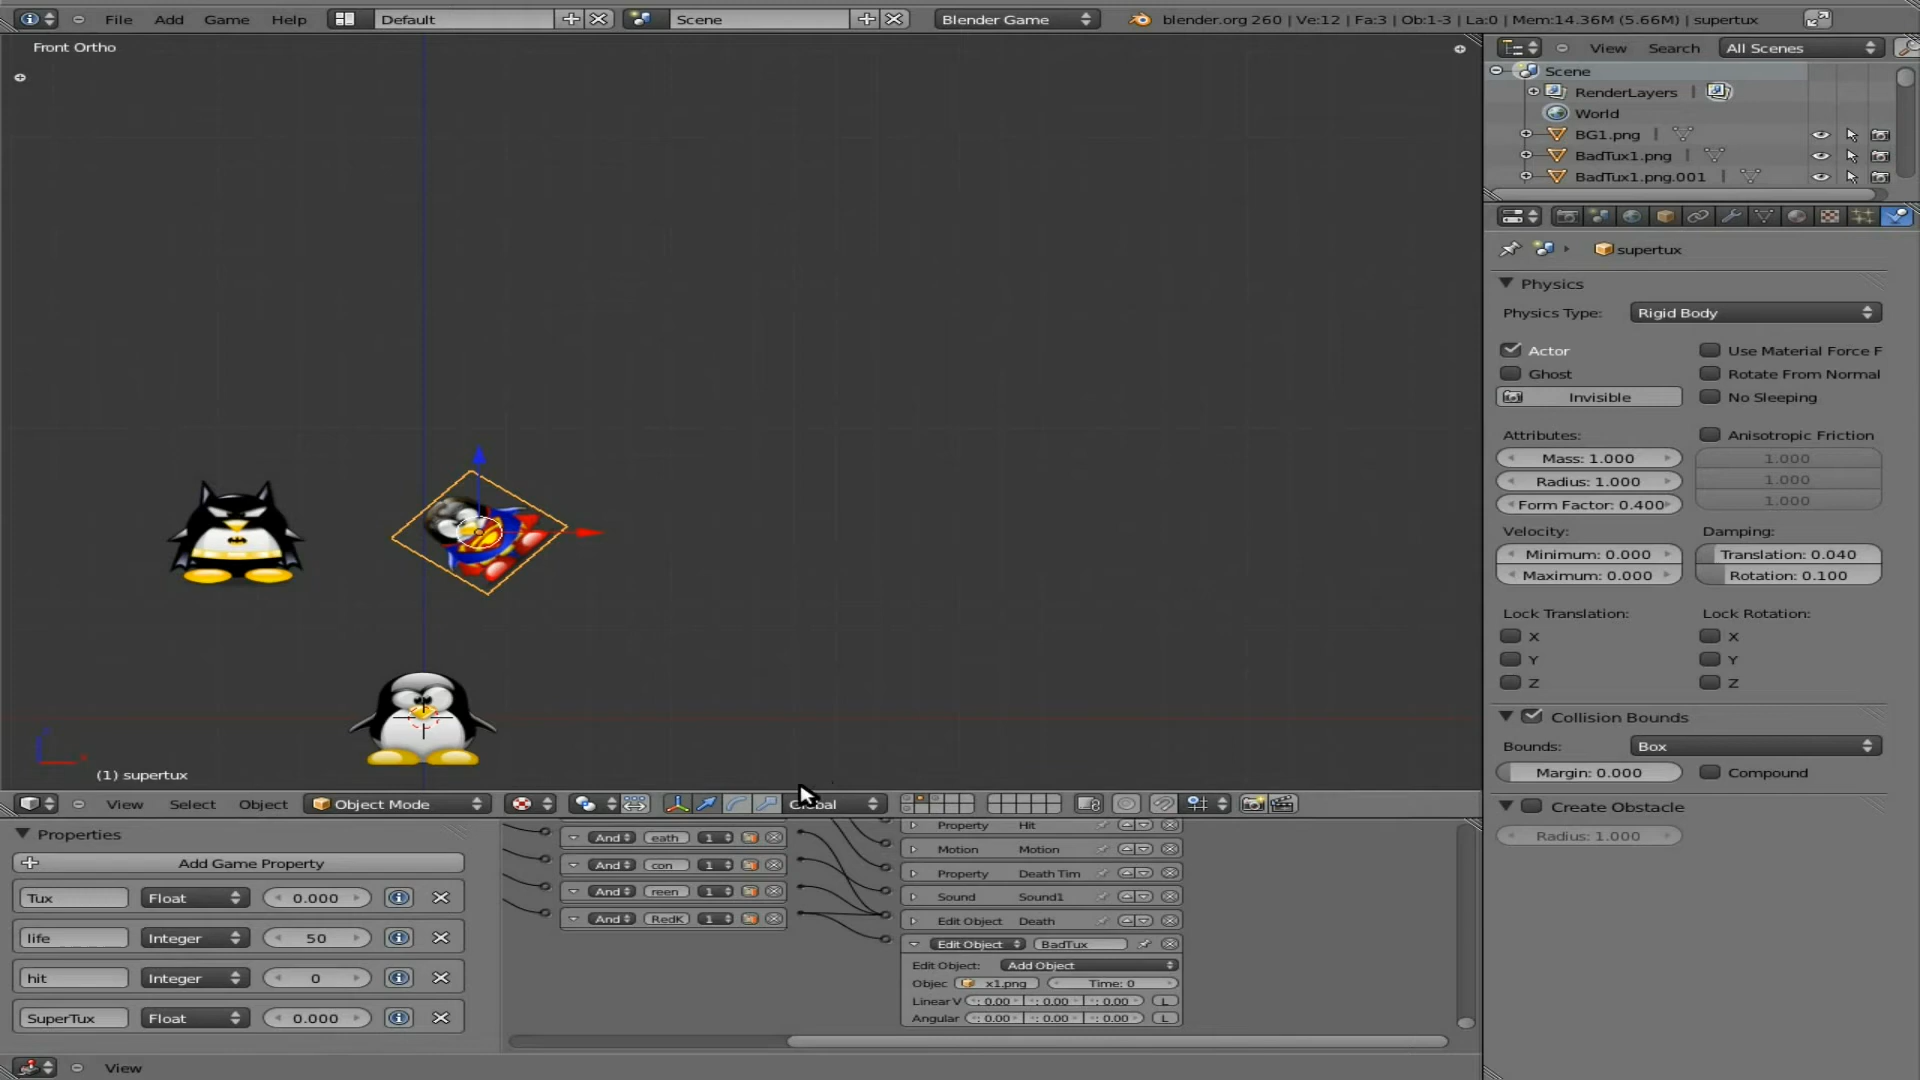 File Add Game Help Default Scene Blender Game blender.org 260 | Ve:12 | Fa:3 | Ob:1-3 | La:0 | Mem:14.36M (5.66M) | supertux
Front Ortho
View Search All Scenes
Scene
RenderLayers
World
BG1.png
BadTux1.png
BadTux1.png.001
supertux
Physics
Physics Type: Rigid Body
Actor Use Material Force F
Ghost Rotate From Normal
Invisible No Sleeping
Attributes: Anisotropic Friction
Mass: 1.000 1.000
Radius: 1.000 1.000
Form Factor: 0.400 1.000
Velocity: Damping:
Minimum: 0.000 Translation: 0.040
Maximum: 0.000 Rotation: 0.100
Lock Translation: Lock Rotation:
X X
Y Y
Z Z
Collision Bounds
Bounds: Box
Margin: 0.000 Compound
Create Obstacle
Radius: 1.000
(1) supertux
View Select Object Object Mode Global
Properties
Add Game Property
Tux Float 0.000
life Integer 50
hit Integer 0
SuperTux Float 0.000
And eath 1
And con 1
And reen 1
And RedK 1
Property Hit
Motion Motion
Property Death Tim
Sound Sound1
Edit Object Death
Edit Object BadTux
Edit Object: Add Object
Objec x1.png Time: 0
Linear V : 0.00 : 0.00 : 0.00 L
Angular : 0.00 : 0.00 : 0.00 L
View